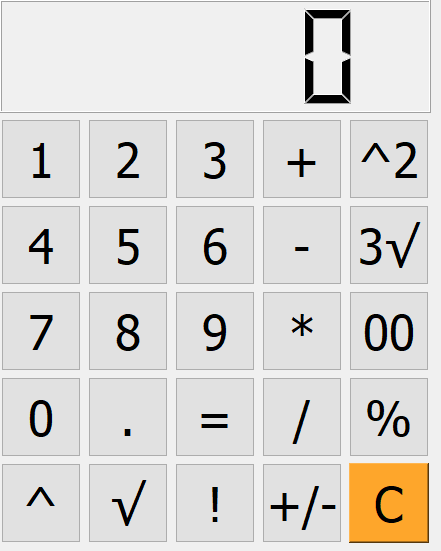 0
1 2 3 + ^2
4 5 6 - 3√
7 8 9 * 00
0 . = / %
^ √ ! +/- C